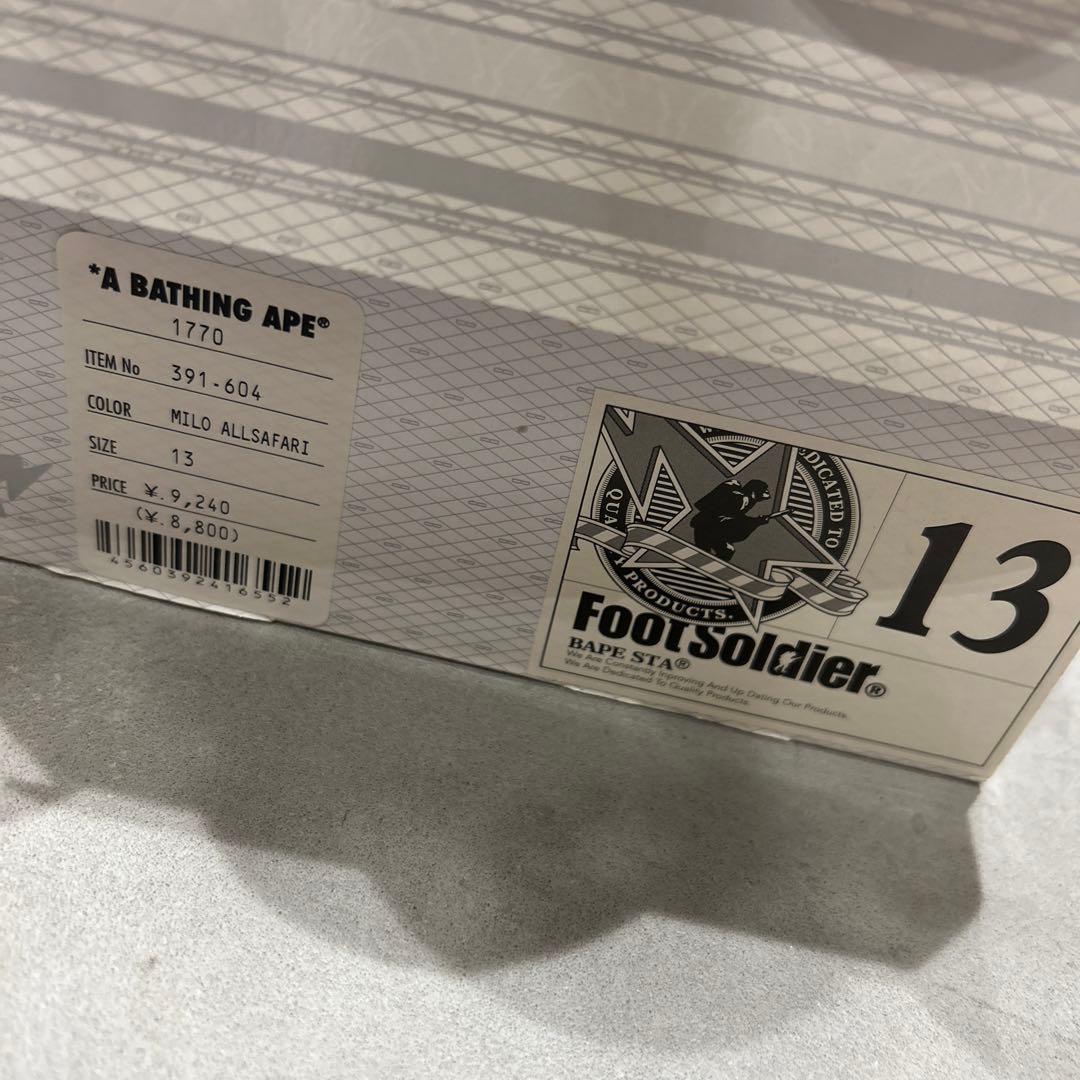 *A BATHING APE®
1770
ITEM No 391-604
COLOR MILO ALLSAFARI
SIZE 13
PRICE ¥.9,240
(¥.8,800)
4560392416552
DEDICATED TO
QUALITY PRODUCTS.
FOOTSOLDIER®
BAPE STA®
We Are Constantly Inproving And Up Dating Our Products.
We Are Dedicated To Quality Products.
13